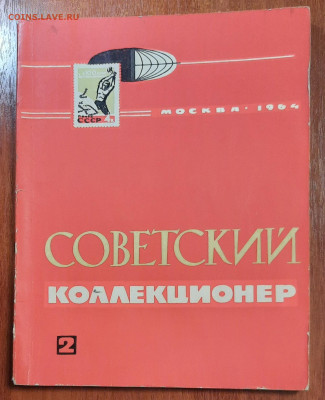 COINS.LAVE.RU
СССР
МОСКВА · 1964
СОВЕТСКИЙ
КОЛЛЕКЦИОНЕР
2